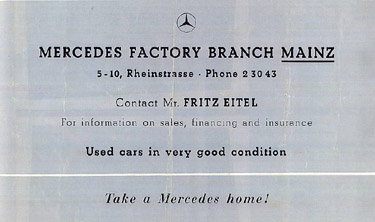 MERCEDES FACTORY BRANCH MAINZ
5-10, Rheinstrasse · Phone 2 30 43
Contact Mr. FRITZ EITEL
For information on sales, financing and insurance
Used cars in very good condition
Take a Mercedes home!